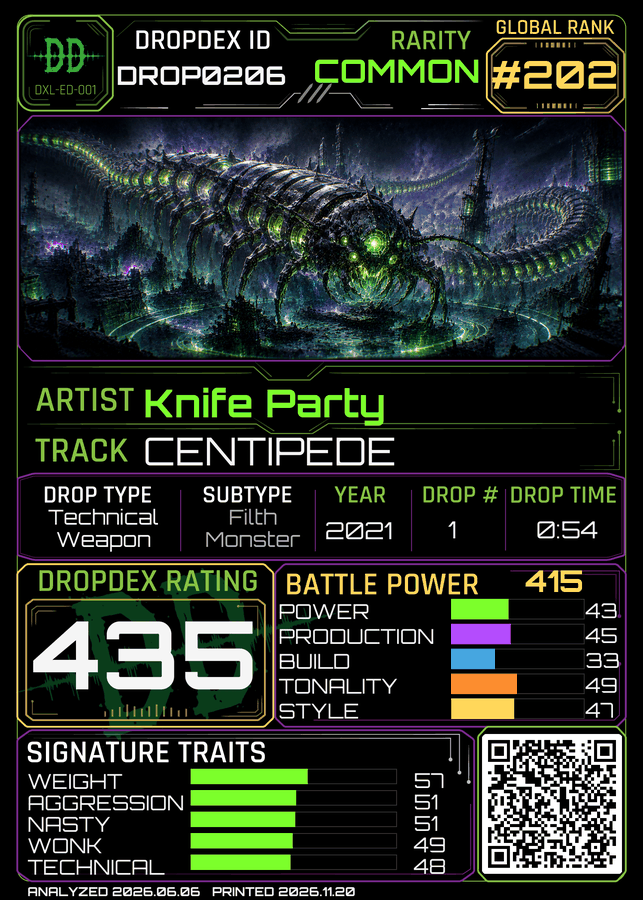 DD
DXL-ED-001
DROPDEX ID
DROP0206
RARITY
COMMON
GLOBAL RANK
#202
ARTIST Knife Party
TRACK CENTIPEDE
DROP TYPE
Technical
Weapon
SUBTYPE
Filth
Monster
YEAR
2021
DROP #
1
DROP TIME
0:54
DROPDEX RATING
435
BATTLE POWER 415
POWER 43
PRODUCTION 45
BUILD 33
TONALITY 49
STYLE 47
SIGNATURE TRAITS
WEIGHT 57
AGGRESSION 51
NASTY 51
WONK 49
TECHNICAL 48
ANALYZED 2026.06.06 PRINTED 2026.11.20